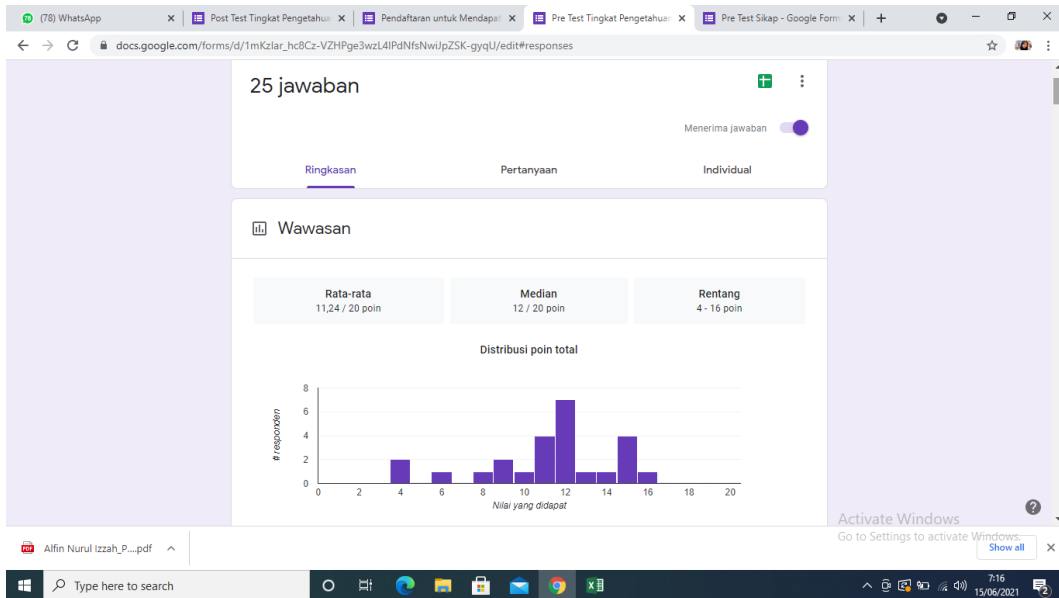 (78) WhatsApp
Post Test Tingkat Pengetahua
Pendaftaran untuk Mendapat
Pre Test Tingkat Pengetahuan
Pre Test Sikap - Google Form
docs.google.com/forms/d/1mKzlar_hc8Cz-VZHPge3wzL4lPdNfsNwiJpZSK-gyqU/edit#responses
25 jawaban
Menerima jawaban
Ringkasan Pertanyaan Individual
Wawasan
Rata-rata Median Rentang
11,24 / 20 poin 12 / 20 poin 4 - 16 poin
Distribusi poin total
# responden
8
6
4
2
0
0 2 4 6 8 10 12 14 16 18 20
Nilai yang didapat
Activate Windows
Go to Settings to activate Windows.
PDF Alfin Nurul Izzah_P....pdf
Show all
Type here to search
7:16
15/06/2021
2